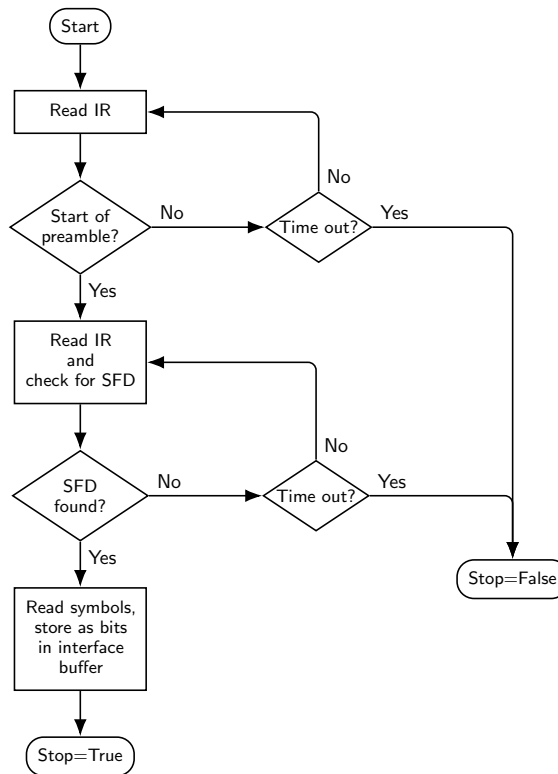 Start
Read IR
No
Start of
preamble?
No
Time out?
Yes
Yes
Read IR
and
check for SFD
No
SFD
found?
No
Time out?
Yes
Yes
Stop=False
Read symbols,
store as bits
in interface
buffer
Stop=True